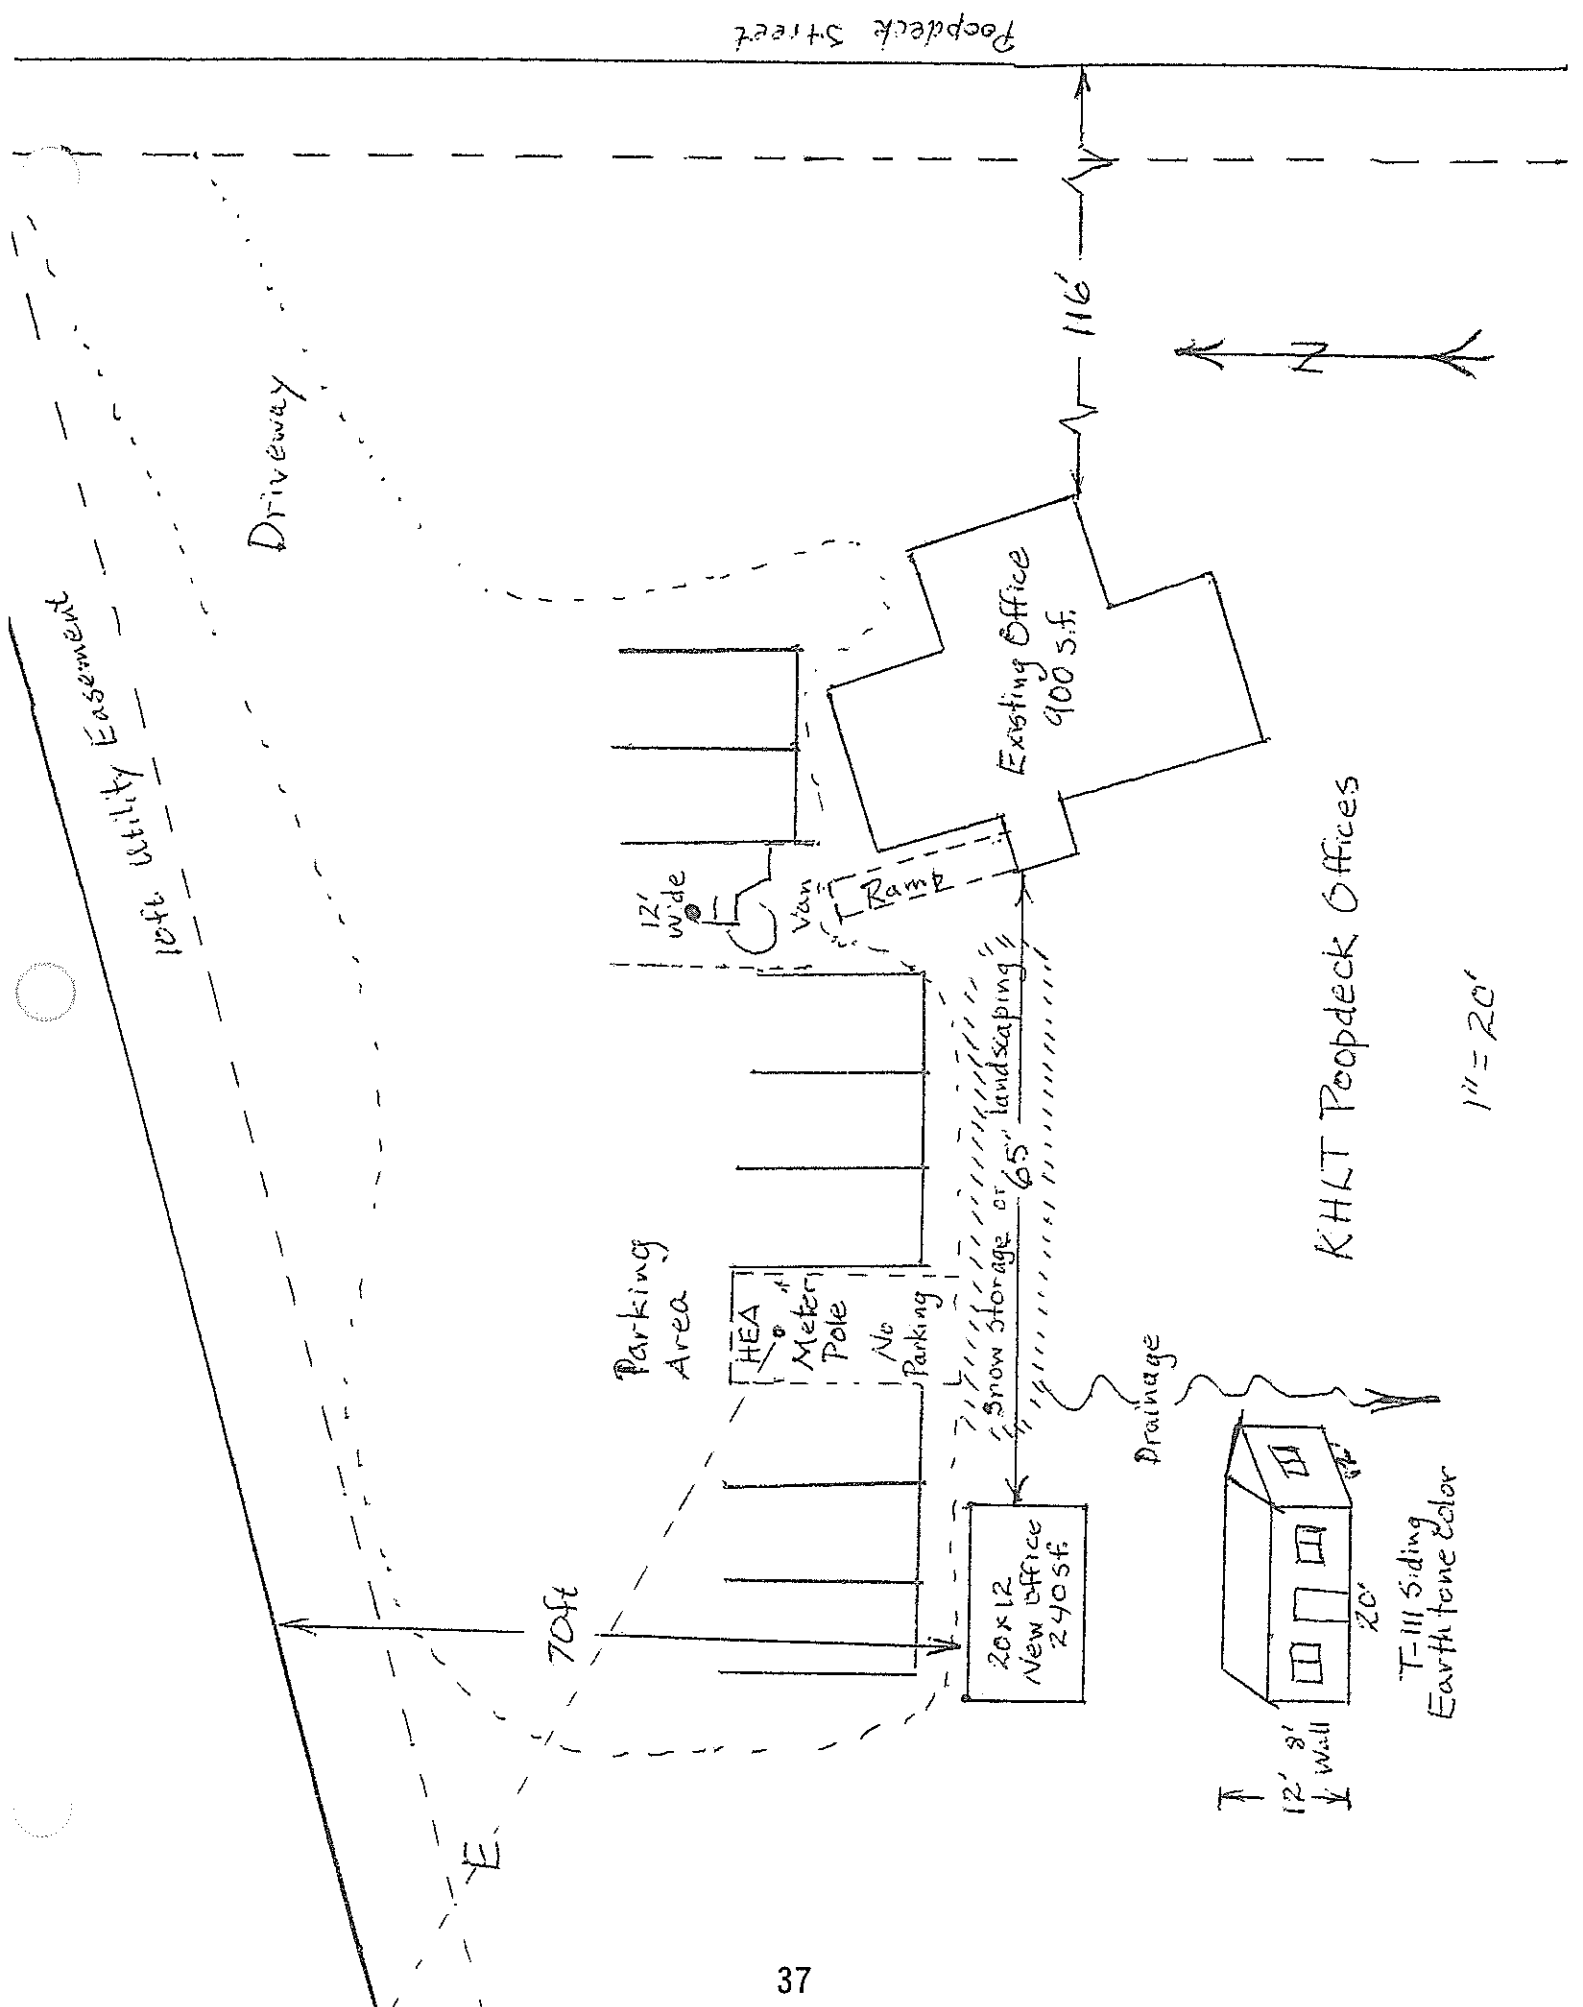 Poopdeck Street
10ft. Utility Easement
Driveway
116'
N
Existing Office
900 s.f.
12'
wide
Van
Ramp
"Snow storage or landscaping"
65'
Parking
Area
HEA
Meter
Pole
No
Parking
70ft
E
20x12
New Office
240 s.f.
Drainage
12'
20'
8'
Wall
12'
T-111 Siding
Earth tone Color
KHLT Poopdeck Offices
1" = 20'
37